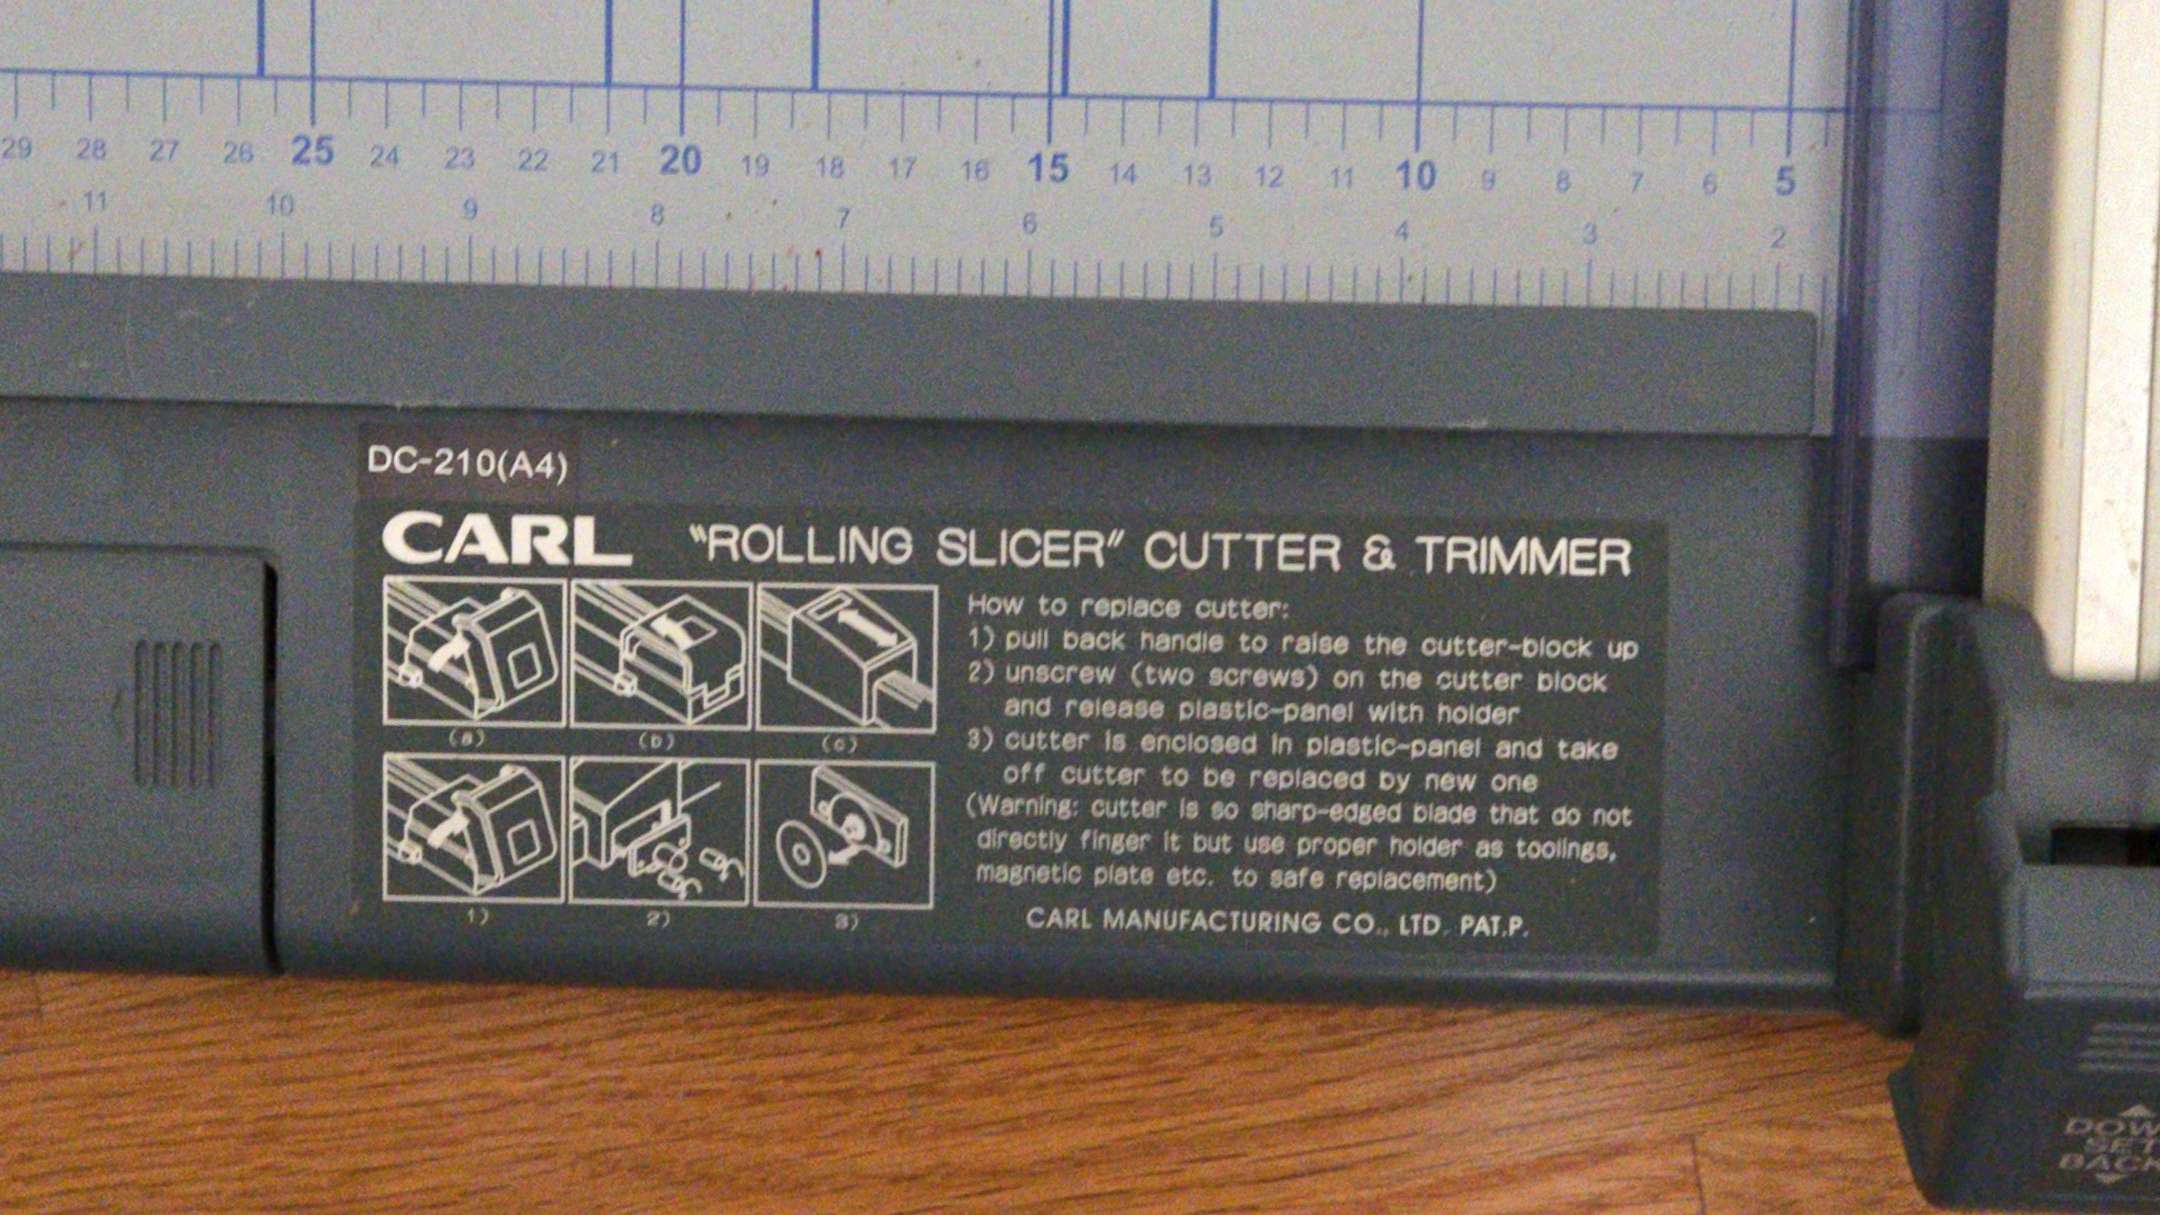 29 28 27 26 25 24 23 22 21 20 19 18 17 16 15 14 13 12 11 10 9 8 7 6 5
11 10 9 8 7 6 5 4 3 2
DC-210(A4)
CARL "ROLLING SLICER" CUTTER & TRIMMER
(a) (b) (c)
1) 2) 3)
How to replace cutter:
1) pull back handle to raise the cutter-block up
2) unscrew (two screws) on the cutter block
and release plastic-panel with holder
3) cutter is enclosed in plastic-panel and take
off cutter to be replaced by new one
(Warning: cutter is so sharp-edged blade that do not
directly finger it but use proper holder as toolings,
magnetic plate etc. to safe replacement)
CARL MANUFACTURING CO., LTD. PAT.P.
DOW
SET
BACK